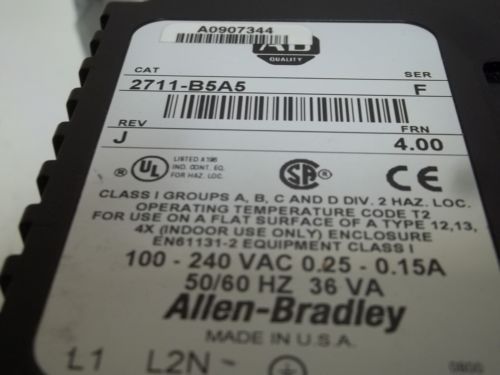 A0907344
AB
QUALITY
CAT
SER
2711-B5A5
F
REV
FRN
J
4.00
UL
LISTED A196
IND. CONT. EQ.
FOR HAZ. LOC.
SA
CE
CLASS I GROUPS A, B, C AND D DIV. 2 HAZ. LOC.
OPERATING TEMPERATURE CODE T2
FOR USE ON A FLAT SURFACE OF A TYPE 12,13,
4X (INDOOR USE ONLY) ENCLOSURE
EN61131-2 EQUIPMENT CLASS I
100 - 240 VAC 0.25 - 0.15A
50/60 HZ 36 VA
Allen-Bradley
MADE IN U.S.A.
L1 L2N ~